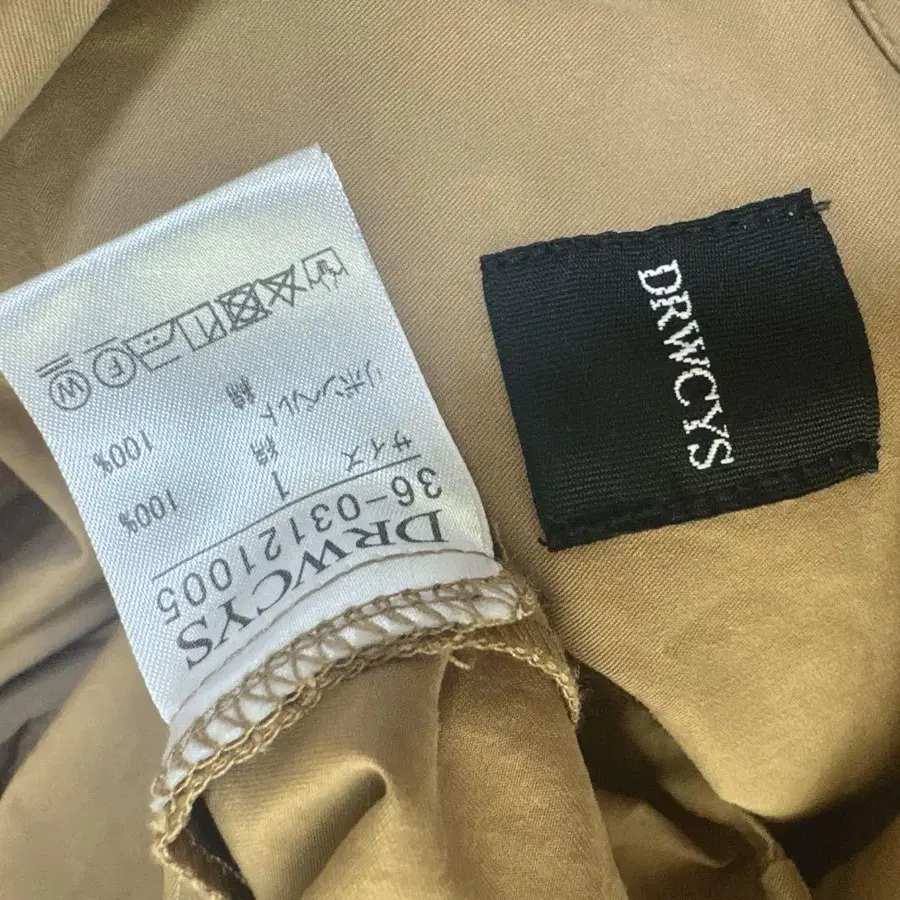 DRWCYS
36-03121005
サイズ 1
綿 100%
リボンベルト 綿 100%
F
W
DRWCYS